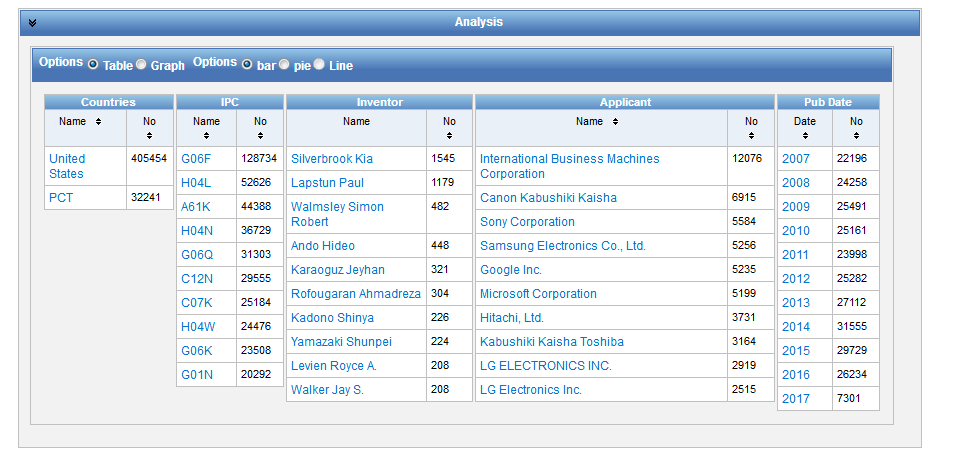 Analysis
Options Table Graph Options bar pie Line
Countries
Name No
United 405454
States
PCT 32241
IPC
Name No
G06F 128734
H04L 52626
A61K 44388
H04N 36729
G06Q 31303
C12N 29555
C07K 25184
H04W 24476
G06K 23508
G01N 20292
Inventor
Name No
Silverbrook Kia 1545
Lapstun Paul 1179
Walmsley Simon 482
Robert
Ando Hideo 448
Karaoguz Jeyhan 321
Rofougaran Ahmadreza 304
Kadono Shinya 226
Yamazaki Shunpei 224
Levien Royce A. 208
Walker Jay S. 208
Applicant
Name No
International Business Machines 12076
Corporation
Canon Kabushiki Kaisha 6915
Sony Corporation 5584
Samsung Electronics Co., Ltd. 5256
Google Inc. 5235
Microsoft Corporation 5199
Hitachi, Ltd. 3731
Kabushiki Kaisha Toshiba 3164
LG ELECTRONICS INC. 2919
LG Electronics Inc. 2515
Pub Date
Date No
2007 22196
2008 24258
2009 25491
2010 25161
2011 23998
2012 25282
2013 27112
2014 31555
2015 29729
2016 26234
2017 7301